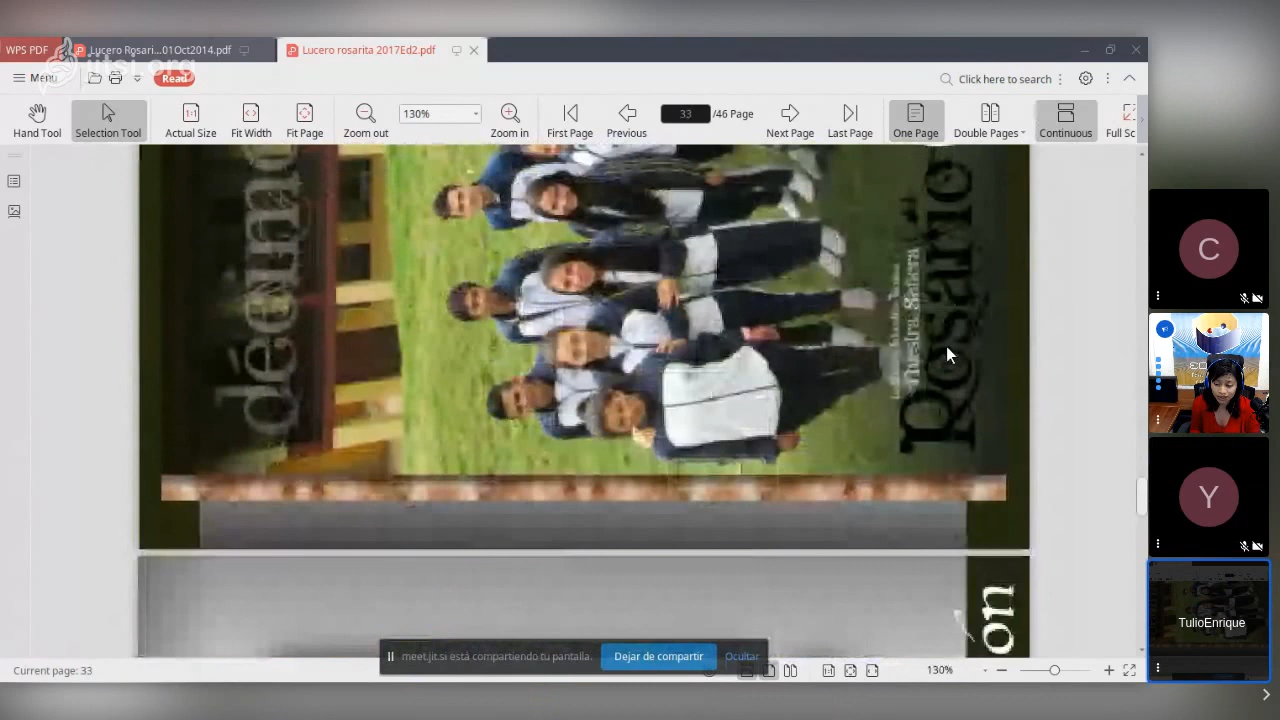 WPS PDF
Lucero Rosari...01Oct2014.pdf
Lucero rosarita 2017Ed2.pdf
jitsi.org
Menu
Read
Click here to search
Hand Tool
Selection Tool
Actual Size
Fit Width
Fit Page
Zoom out
130%
Zoom in
First Page
Previous
33
/46 Page
Next Page
Last Page
One Page
Double Pages
Continuous
Full Sc
décimo
Nuestra Señora
Rosario
on
C
Y
TulioEnrique
meet.jit.si está compartiendo tu pantalla.
Dejar de compartir
Ocultar
Current page: 33
130%